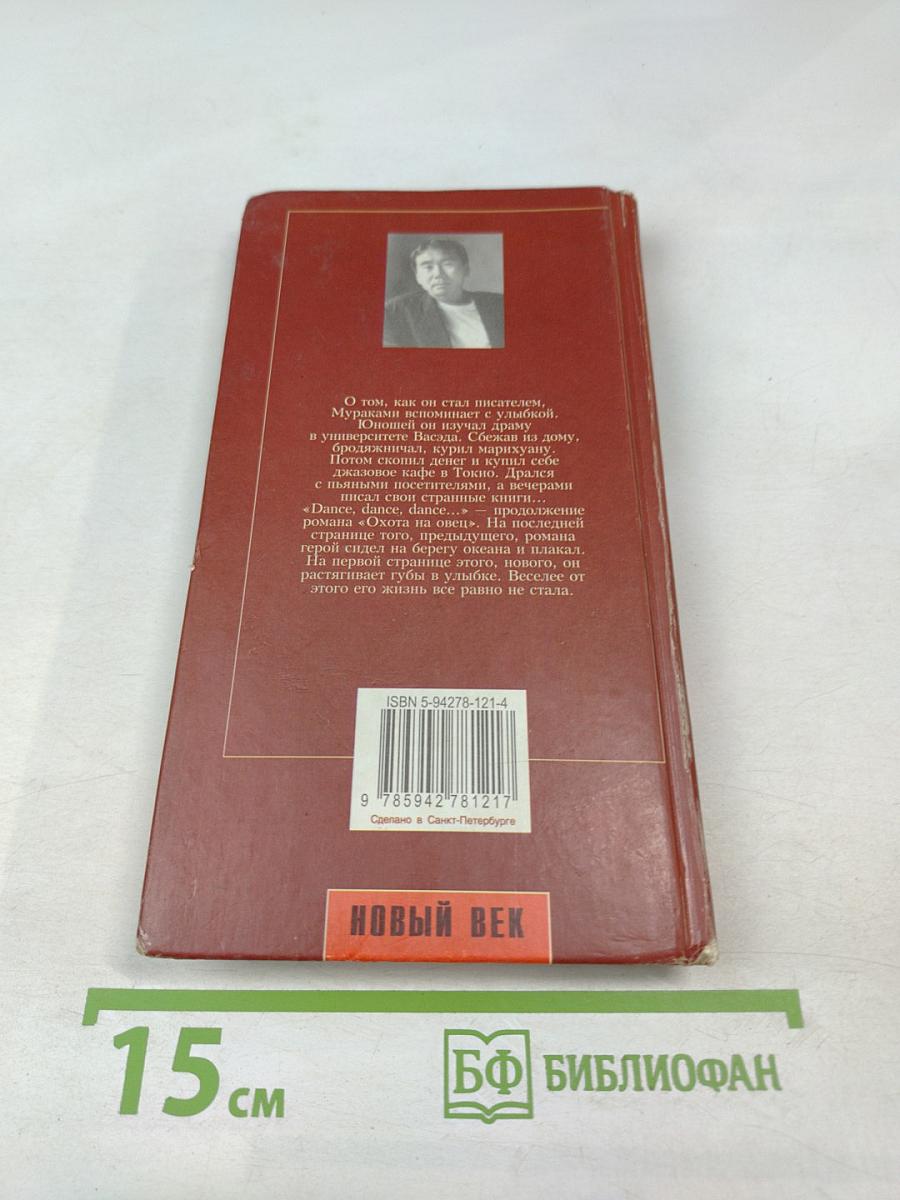 О том, как он стал писателем,
Мураками вспоминает с улыбкой.
Юношей он изучал драму
в университете Васэда. Сбежав из дому,
бродяжничал, курил марихуану.
Потом скопил денег и купил себе
джазовое кафе в Токио. Дрался
с пьяными посетителями, а вечерами
писал свои странные книги...
«Dance, dance, dance...» — продолжение
романа «Охота на овец». На последней
странице того, предыдущего, романа
герой сидел на берегу океана и плакал.
На первой странице этого, нового, он
растягивает губы в улыбке. Веселее от
этого его жизнь все равно не стала.
ISBN 5-94278-121-4
9 785942 781217
Сделано в Санкт-Петербурге
НОВЫЙ ВЕК
15 см
БФ БИБЛИОФАН